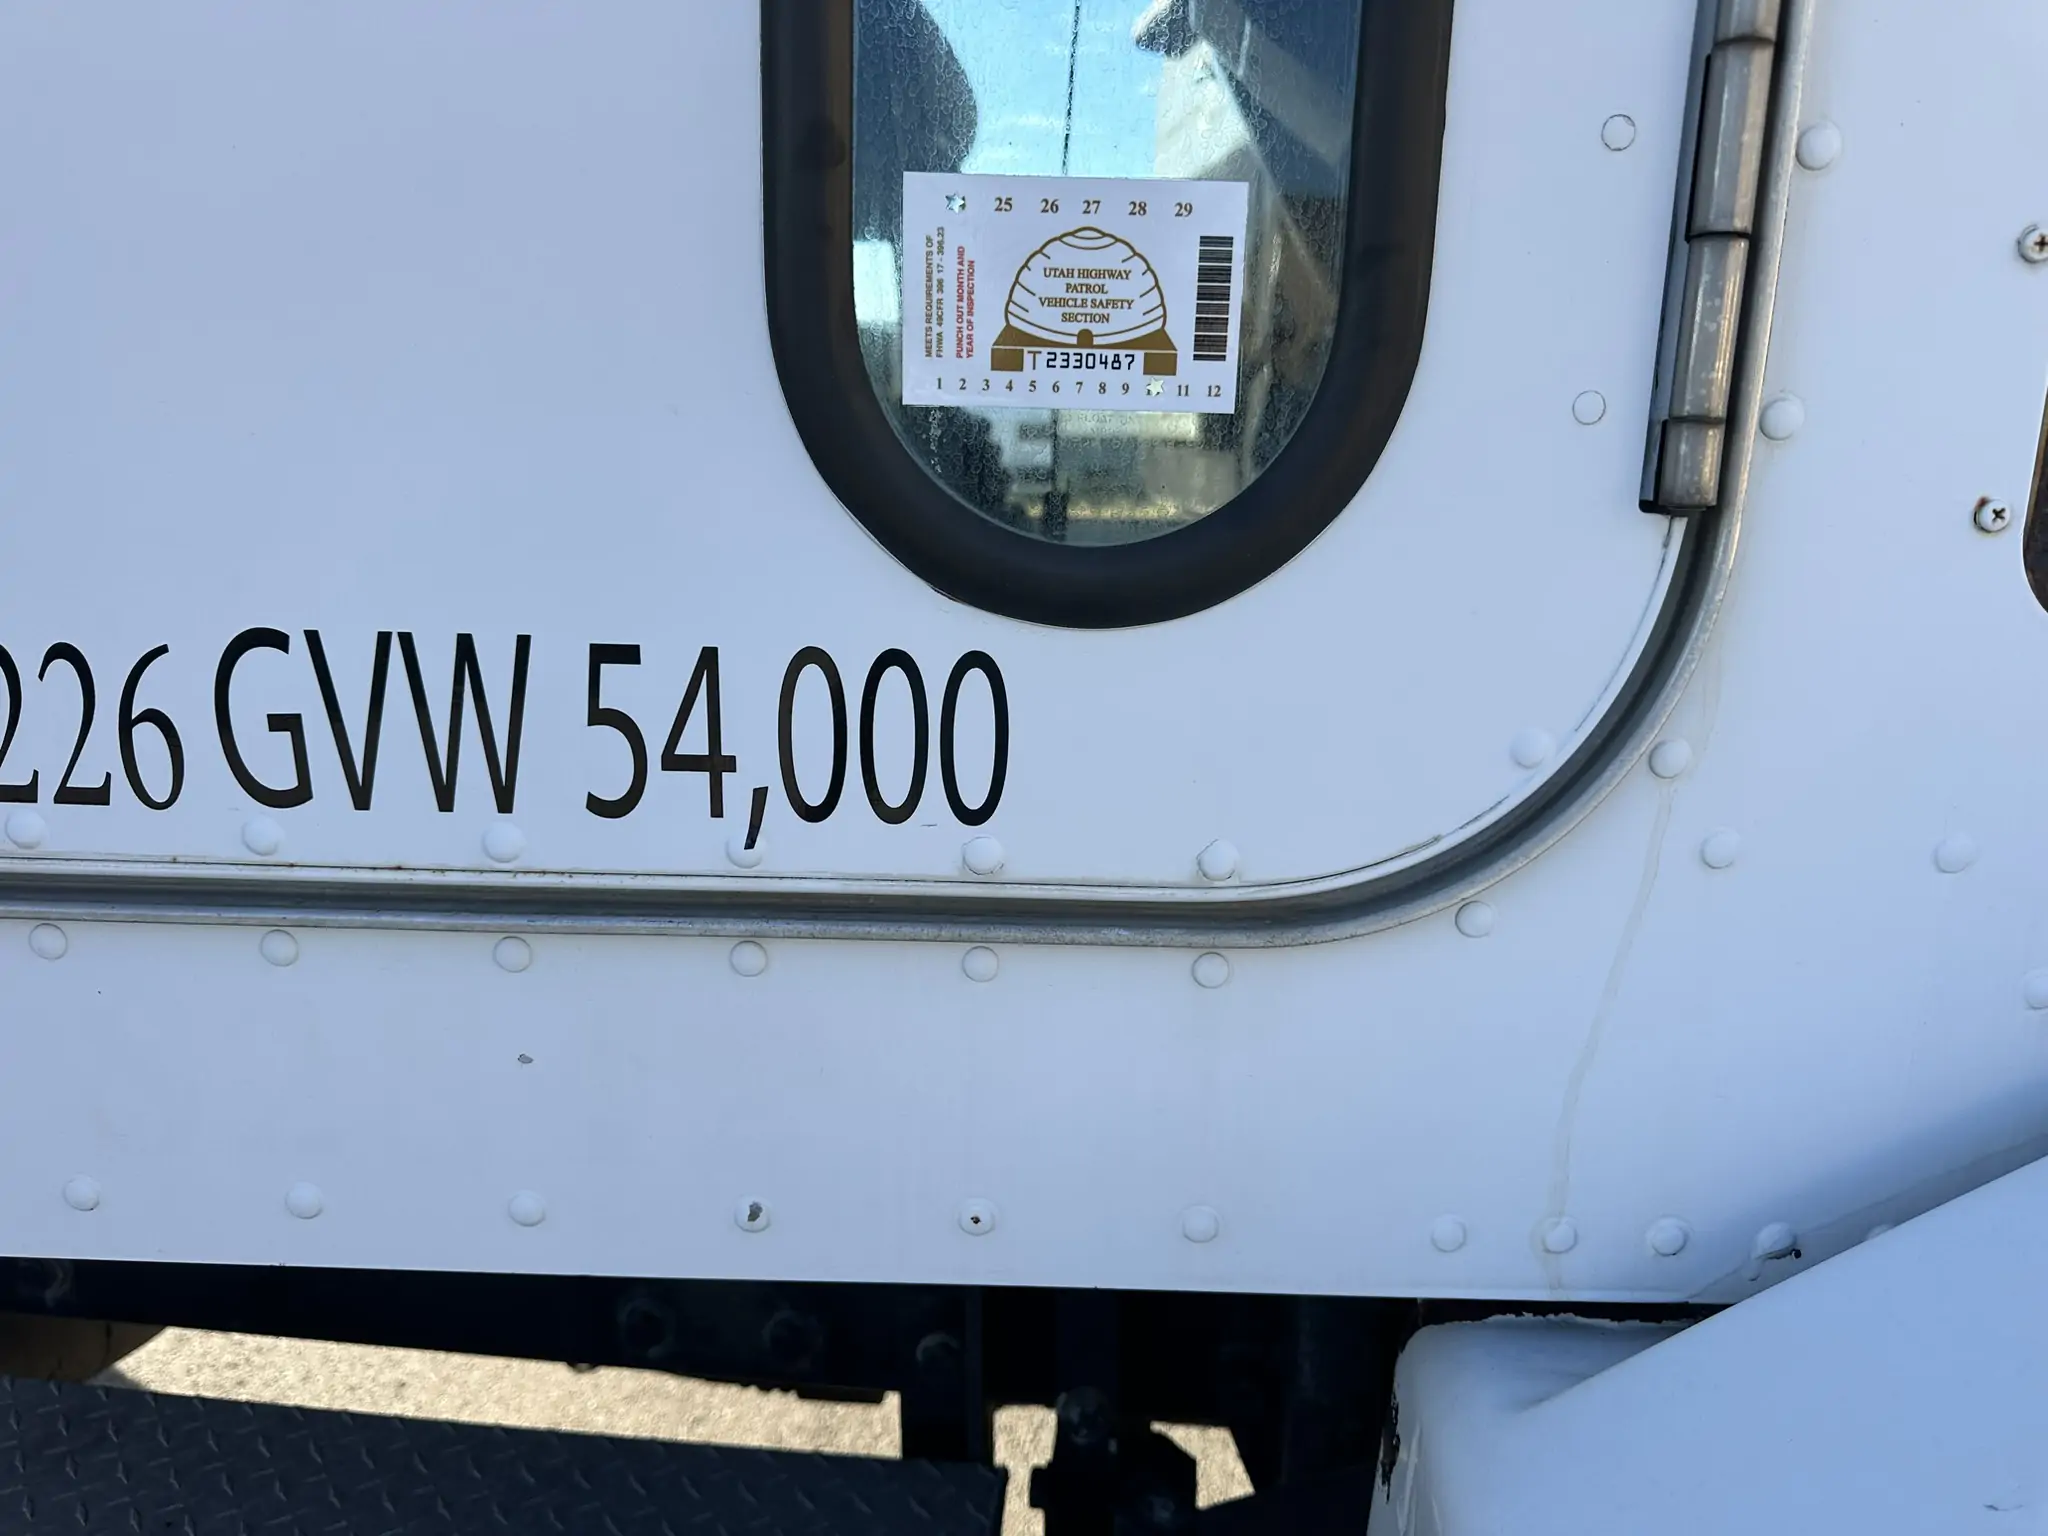 25 26 27 28 29
MEETS REQUIREMENTS OF
FHWA 49CFR 396 17 - 396.23
PUNCH OUT MONTH AND
YEAR OF INSPECTION
UTAH HIGHWAY
PATROL
VEHICLE SAFETY
SECTION
T2330487
1 2 3 4 5 6 7 8 9 11 12
226 GVW 54,000